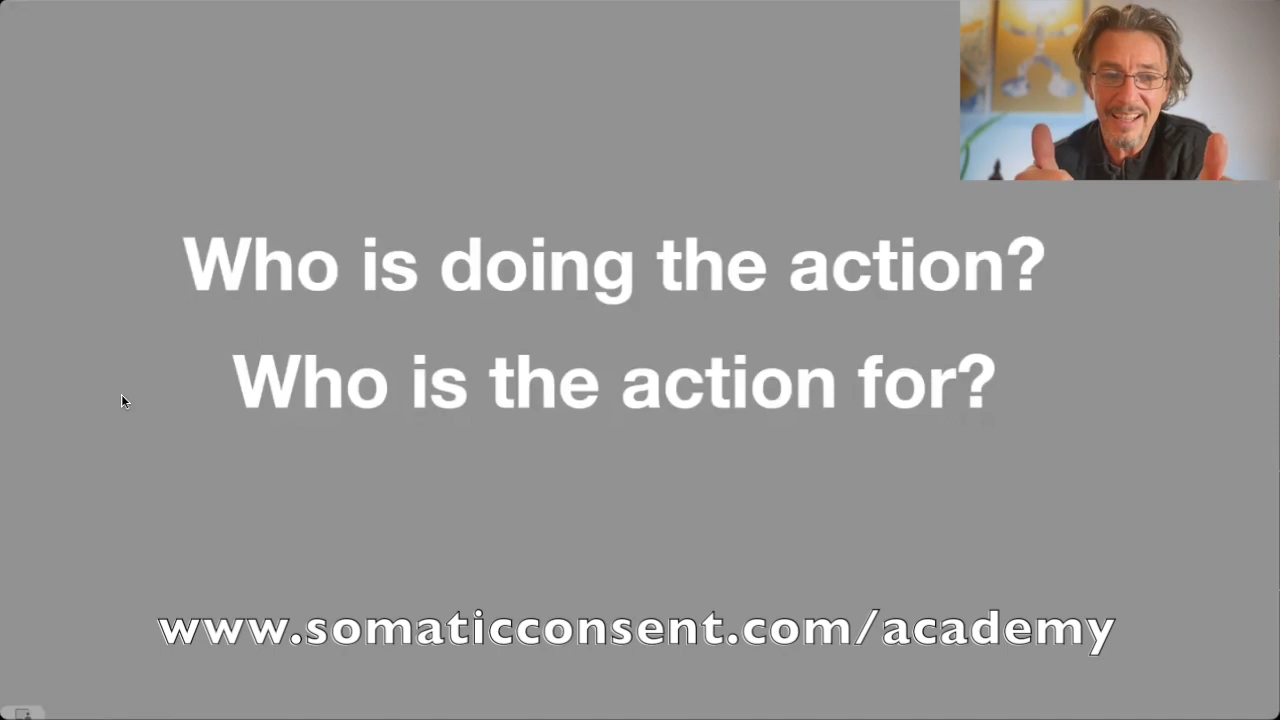 Who is doing the action?
Who is the action for?
www.somaticconsent.com/academy